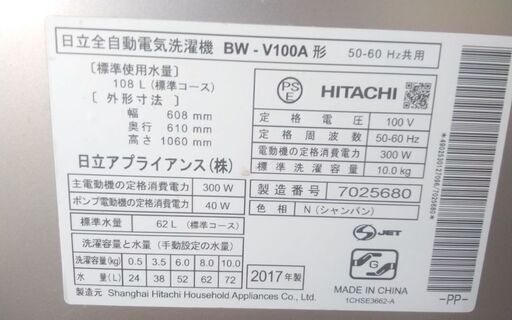 日立全自動電気洗濯機 BW - V100A 形 50-60 Hz共用
〔標準使用水量〕
108 L (標準コース)
〔外形寸法〕
幅 608 mm
奥行 610 mm
高さ 1060 mm
日立アプライアンス(株)
PSE HITACHI
定格電圧 100 V
定格周波数 50-60 Hz
定格消費電力 300 W
標準洗濯容量 10.0 kg
主電動機の定格消費電力 300 W
ポンプ電動機の定格消費電力 40 W
標準水量 62 L (標準コース)
製造番号 7025680
色相 N (シャンパン)
洗濯容量と水量 (手動設定の水量)
洗濯容量(kg) 0.5 3.5 6.0 8.0 10.0
水量(L) 24 38 52 62 72
2017年製
S JET
G
MADE IN CHINA
1CHSE3662-A
製造元 Shanghai Hitachi Household Appliances Co., Ltd.
*4902530127096/7025680*
-PP-